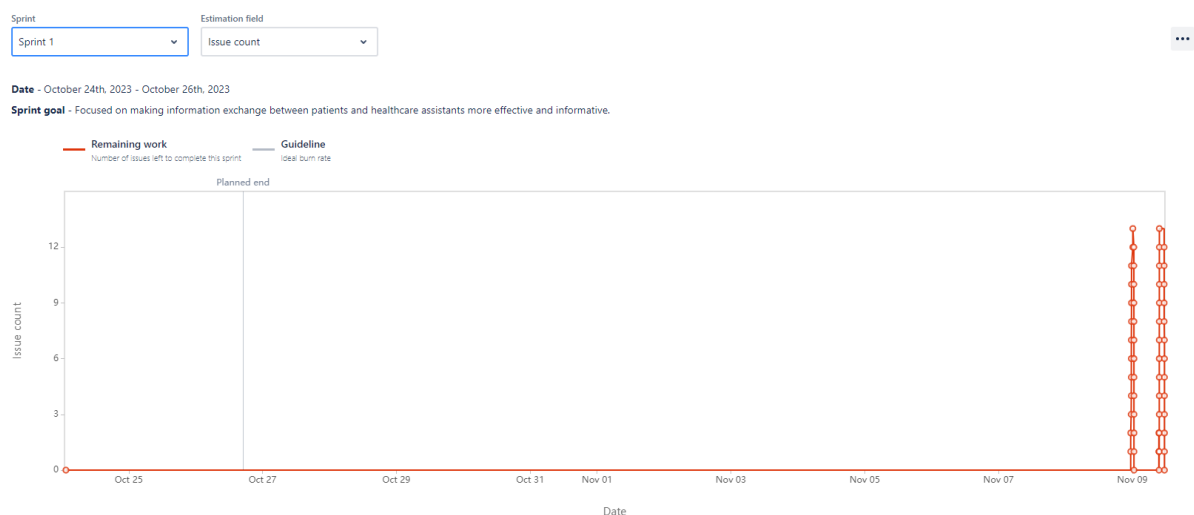 Sprint Estimation field
Sprint 1 Issue count
Date - October 24th, 2023 - October 26th, 2023
Sprint goal - Focused on making information exchange between patients and healthcare assistants more effective and informative.
Remaining work Guideline
Number of issues left to complete this sprint Ideal burn rate
Planned end
12
9
6
3
0
Issue count
Oct 25 Oct 27 Oct 29 Oct 31 Nov 01 Nov 03 Nov 05 Nov 07 Nov 09
Date